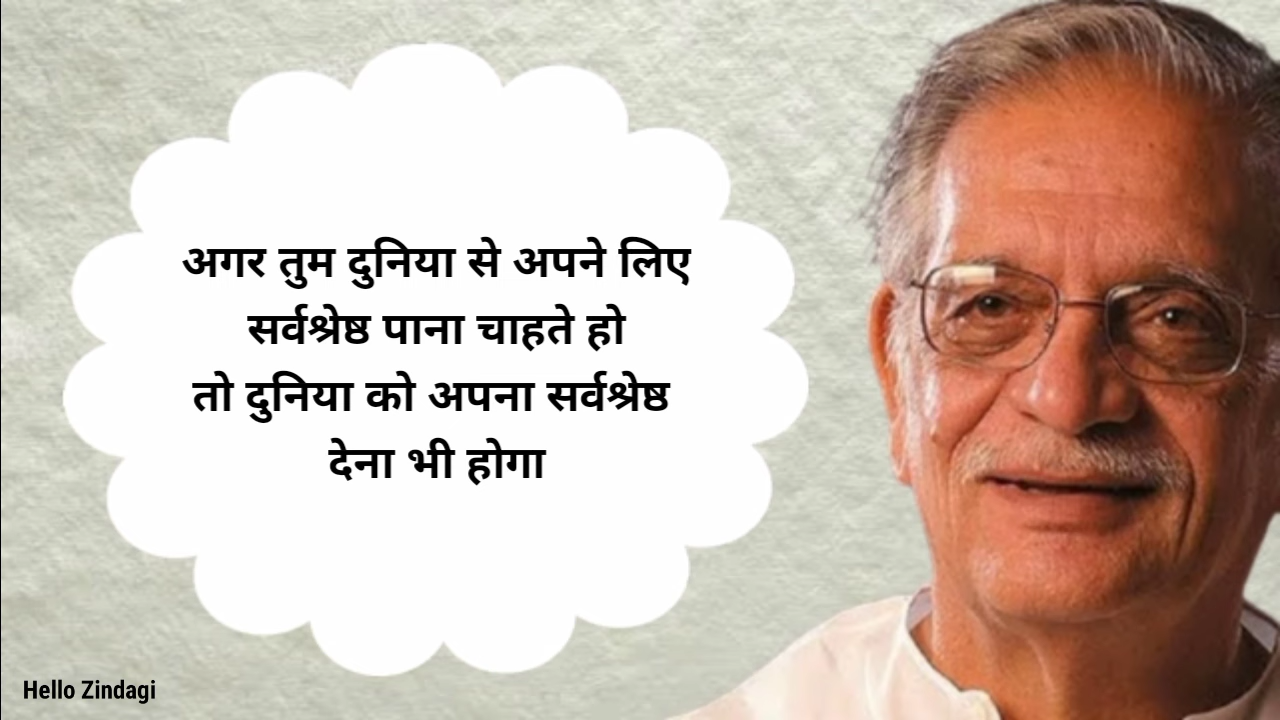 अगर तुम दुनिया से अपने लिए
सर्वश्रेष्ठ पाना चाहते हो
तो दुनिया को अपना सर्वश्रेष्ठ
देना भी होगा
Hello Zindagi